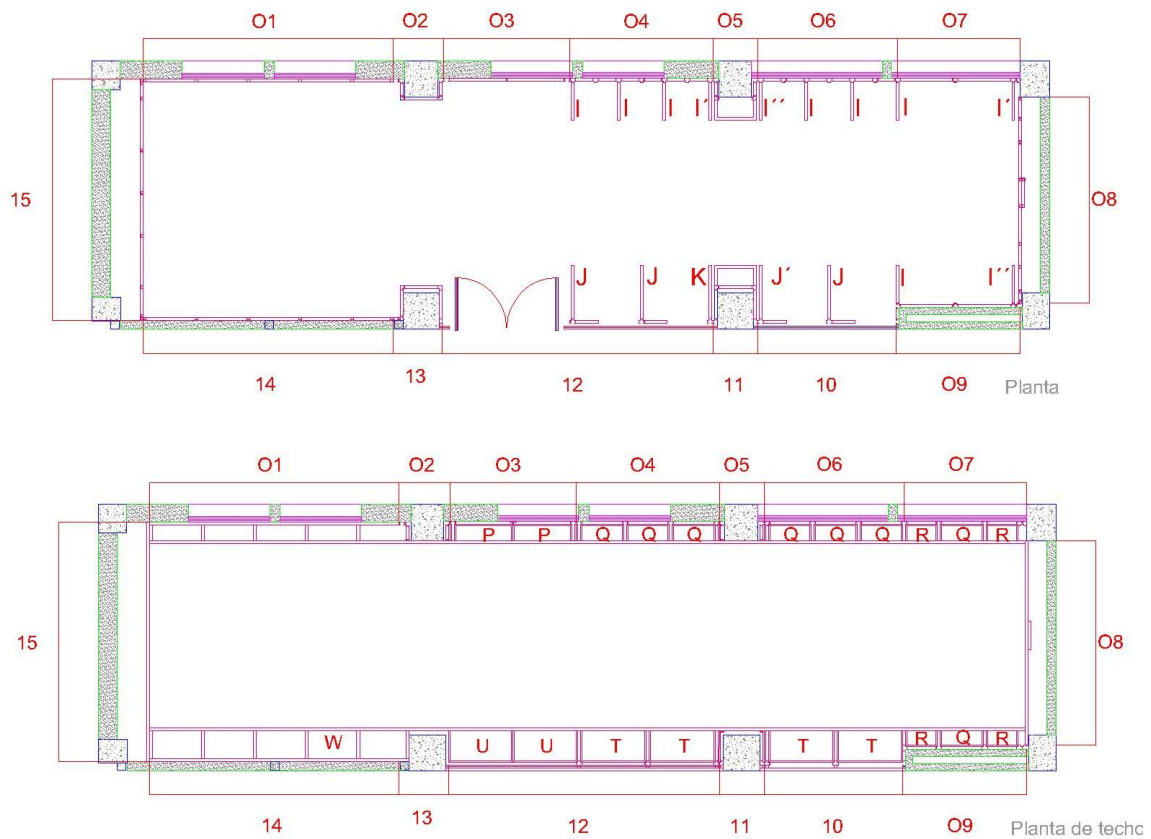 O1 O2 O3 O4 O5 O6 O7
I I I I´ I´´ I I I I´
15 O8
J J K J´ J I I´´
14 13 12 11 10 O9 Planta
O1 O2 O3 O4 O5 O6 O7
P P Q Q Q Q Q Q R Q R
15 O8
W U U T T T T R Q R
14 13 12 11 10 O9 Planta de techo